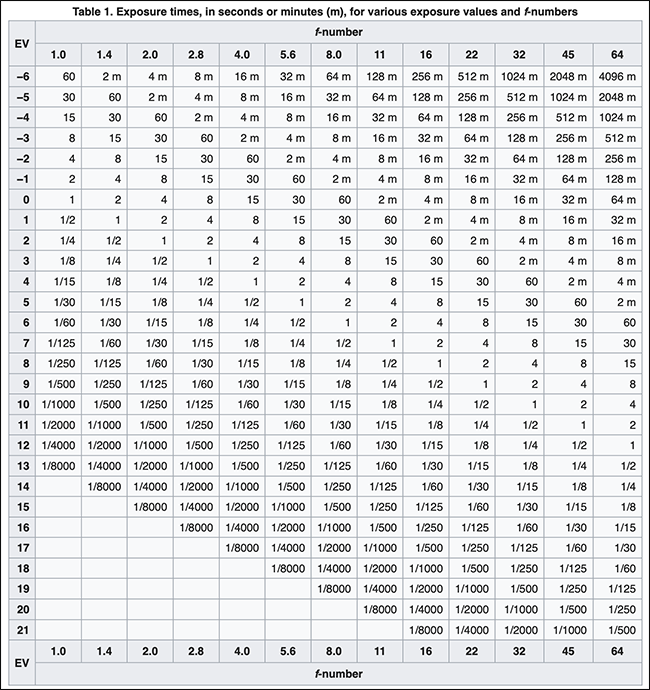 Table 1. Exposure times, in seconds or minutes (m), for various exposure values and f-numbers
EV f-number
1.0 1.4 2.0 2.8 4.0 5.6 8.0 11 16 22 32 45 64
−6 60 2 m 4 m 8 m 16 m 32 m 64 m 128 m 256 m 512 m 1024 m 2048 m 4096 m
−5 30 60 2 m 4 m 8 m 16 m 32 m 64 m 128 m 256 m 512 m 1024 m 2048 m
−4 15 30 60 2 m 4 m 8 m 16 m 32 m 64 m 128 m 256 m 512 m 1024 m
−3 8 15 30 60 2 m 4 m 8 m 16 m 32 m 64 m 128 m 256 m 512 m
−2 4 8 15 30 60 2 m 4 m 8 m 16 m 32 m 64 m 128 m 256 m
−1 2 4 8 15 30 60 2 m 4 m 8 m 16 m 32 m 64 m 128 m
0 1 2 4 8 15 30 60 2 m 4 m 8 m 16 m 32 m 64 m
1 1/2 1 2 4 8 15 30 60 2 m 4 m 8 m 16 m 32 m
2 1/4 1/2 1 2 4 8 15 30 60 2 m 4 m 8 m 16 m
3 1/8 1/4 1/2 1 2 4 8 15 30 60 2 m 4 m 8 m
4 1/15 1/8 1/4 1/2 1 2 4 8 15 30 60 2 m 4 m
5 1/30 1/15 1/8 1/4 1/2 1 2 4 8 15 30 60 2 m
6 1/60 1/30 1/15 1/8 1/4 1/2 1 2 4 8 15 30 60
7 1/125 1/60 1/30 1/15 1/8 1/4 1/2 1 2 4 8 15 30
8 1/250 1/125 1/60 1/30 1/15 1/8 1/4 1/2 1 2 4 8 15
9 1/500 1/250 1/125 1/60 1/30 1/15 1/8 1/4 1/2 1 2 4 8
10 1/1000 1/500 1/250 1/125 1/60 1/30 1/15 1/8 1/4 1/2 1 2 4
11 1/2000 1/1000 1/500 1/250 1/125 1/60 1/30 1/15 1/8 1/4 1/2 1 2
12 1/4000 1/2000 1/1000 1/500 1/250 1/125 1/60 1/30 1/15 1/8 1/4 1/2 1
13 1/8000 1/4000 1/2000 1/1000 1/500 1/250 1/125 1/60 1/30 1/15 1/8 1/4 1/2
14 1/8000 1/4000 1/2000 1/1000 1/500 1/250 1/125 1/60 1/30 1/15 1/8 1/4
15 1/8000 1/4000 1/2000 1/1000 1/500 1/250 1/125 1/60 1/30 1/15 1/8
16 1/8000 1/4000 1/2000 1/1000 1/500 1/250 1/125 1/60 1/30 1/15
17 1/8000 1/4000 1/2000 1/1000 1/500 1/250 1/125 1/60 1/30
18 1/8000 1/4000 1/2000 1/1000 1/500 1/250 1/125 1/60
19 1/8000 1/4000 1/2000 1/1000 1/500 1/250 1/125
20 1/8000 1/4000 1/2000 1/1000 1/500 1/250
21 1/8000 1/4000 1/2000 1/1000 1/500
EV 1.0 1.4 2.0 2.8 4.0 5.6 8.0 11 16 22 32 45 64
f-number